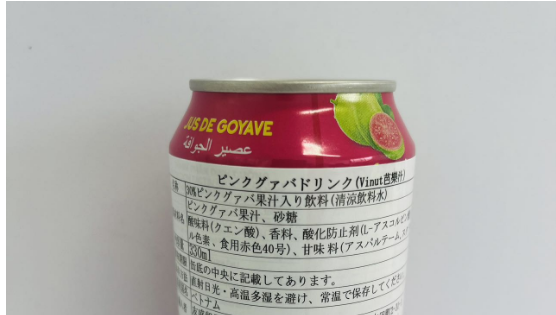 JUS DE GOYAVE
عصير الجوافة
ピンクグァバドリンク(Vinut芭樂汁)
30%ピンクグァバ果汁入り飲料(清涼飲料水)
ピンクグァバ果汁、砂糖
酸味料(クエン酸)、香料、酸化防止剤(L-アスコルビン
ル色素、食用赤色40号)、甘味料(アスパルテーム、ス
330ml
缶底の中央に記載してあります。
直射日光・高温多湿を避け、常温で保存してください
ベトナム